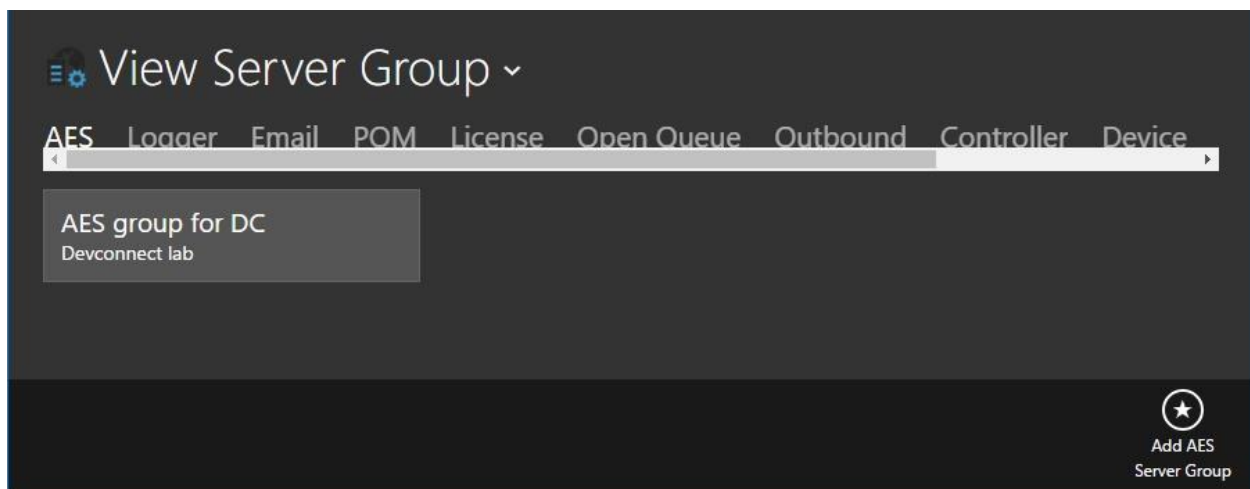 View Server Group
AES Logger Email POM License Open Queue Outbound Controller Device
AES group for DC
Devconnect lab
Add AES
Server Group